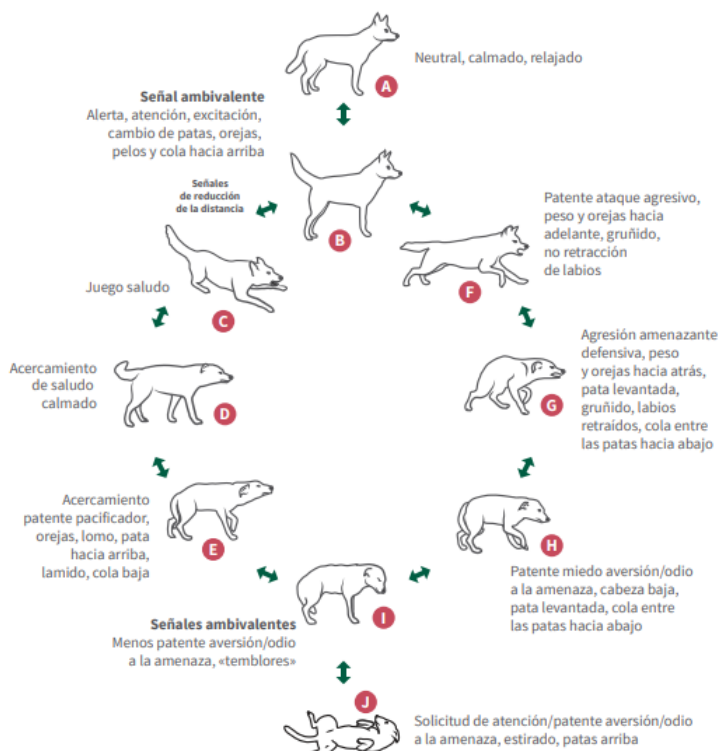 A
Neutral, calmado, relajado
Señal ambivalente
Alerta, atención, excitación,
cambio de patas, orejas,
pelos y cola hacia arriba
B
Señales
de reducción
de la distancia
Patente ataque agresivo,
peso y orejas hacia
adelante, gruñido,
no retracción
de labios
F
Juego saludo
C
Agresión amenazante
defensiva, peso
y orejas hacia atrás,
pata levantada,
gruñido, labios
retraídos, cola entre
las patas hacia abajo
G
Acercamiento
de saludo
calmado
D
Acercamiento
patente pacificador,
orejas, lomo, pata
hacia arriba,
lamido, cola baja
E
H
Patente miedo aversión/odio
a la amenaza, cabeza baja,
pata levantada, cola entre
las patas hacia abajo
I
Señales ambivalentes
Menos patente aversión/odio
a la amenaza, «temblores»
J
Solicitud de atención/patente aversión/odio
a la amenaza, estirado, patas arriba